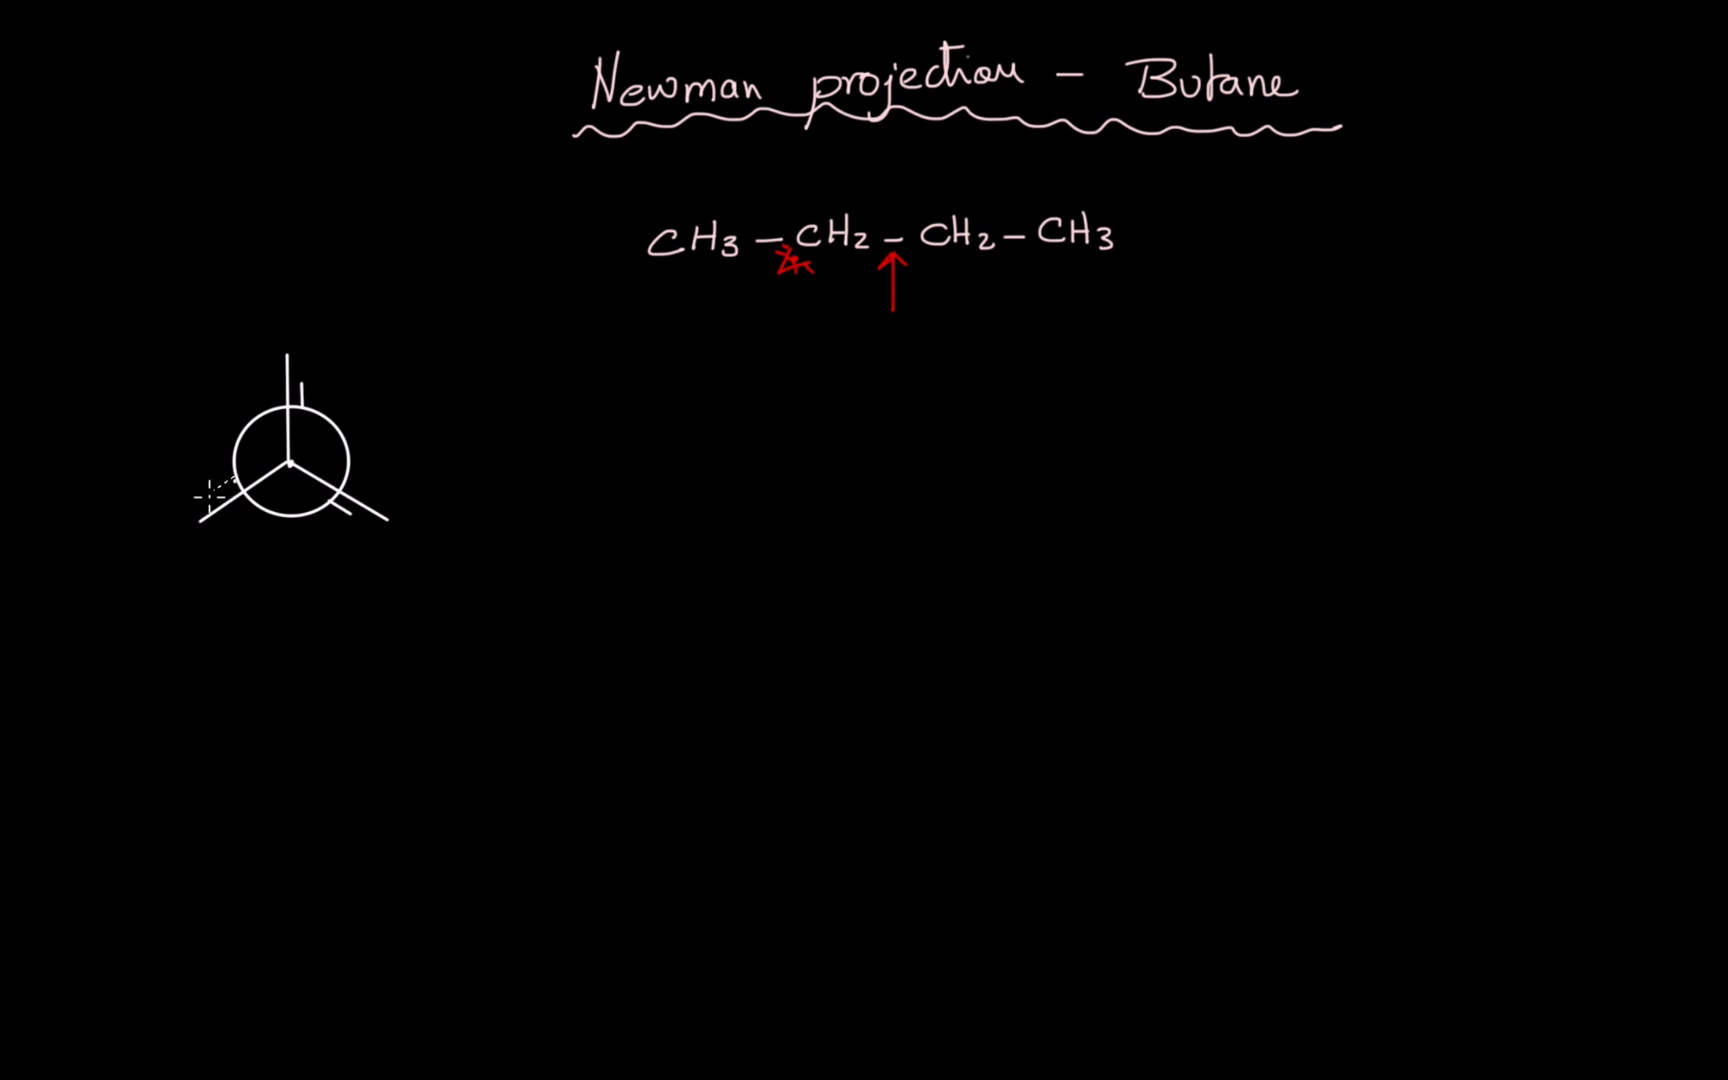 Newman projection - Butane
CH3 - CH2 - CH2 - CH3